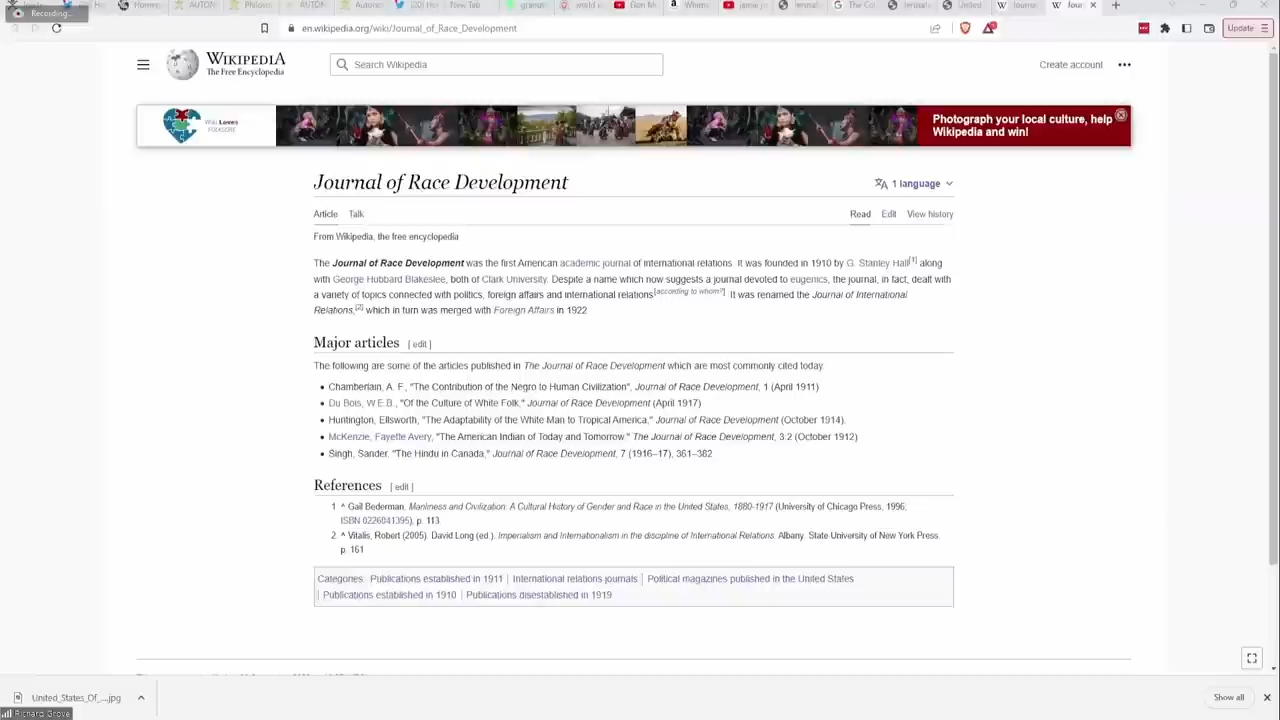 Recording...
AUTON
Philos
AUTON
Autono
Wikipedia
Update
en.wikipedia.org/wiki/Journal_of_Race_Development
WIKIPEDIA
The Free Encyclopedia
Search Wikipedia
Create account
Wiki Loves
FOLKLORE
Photograph your local culture, help
Wikipedia and win!
Journal of Race Development
1 language
Article Talk
Read Edit View history
From Wikipedia, the free encyclopedia
The Journal of Race Development was the first American academic journal of international relations. It was founded in 1910 by G. Stanley Hall[1] along
with George Hubbard Blakeslee, both of Clark University. Despite a name which now suggests a journal devoted to eugenics, the journal, in fact, dealt with
a variety of topics connected with politics, foreign affairs and international relations[according to whom?] It was renamed the Journal of International
Relations,[2] which in turn was merged with Foreign Affairs in 1922
Major articles [ edit ]
The following are some of the articles published in The Journal of Race Development which are most commonly cited today.
• Chamberlain, A. F., "The Contribution of the Negro to Human Civilization", Journal of Race Development, 1 (April 1911)
• Du Bois, W.E.B., "Of the Culture of White Folk," Journal of Race Development (April 1917)
• Huntington, Ellsworth, "The Adaptability of the White Man to Tropical America," Journal of Race Development (October 1914).
• McKenzie, Fayette Avery, "The American Indian of Today and Tomorrow." The Journal of Race Development, 3.2 (October 1912)
• Singh, Sander. "The Hindu in Canada," Journal of Race Development, 7 (1916–17), 361–382
References [ edit ]
1 ^ Gail Bederman, Manliness and Civilization: A Cultural History of Gender and Race in the United States, 1880-1917 (University of Chicago Press, 1996;
ISBN 0226041395), p. 113
2 ^ Vitalis, Robert (2005). David Long (ed.). Imperialism and Internationalism in the discipline of International Relations. Albany. State University of New York Press.
p. 161
Categories: Publications established in 1911 | International relations journals | Political magazines published in the United States
| Publications established in 1910 | Publications disestablished in 1919
United_States_Of_...jpg
Show all
Richard Grove